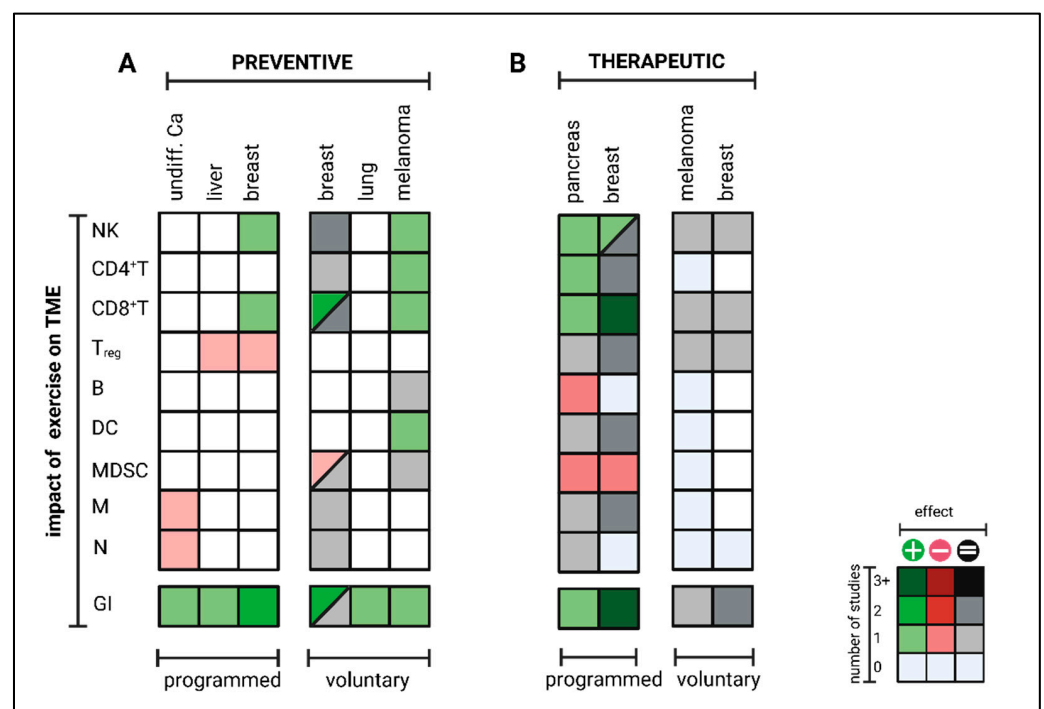 A PREVENTIVE
B THERAPEUTIC
undiff. Ca
liver
breast
breast
lung
melanoma
pancreas
breast
melanoma
breast
impact of exercise on TME
NK
CD4+T
CD8+T
Treg
B
DC
MDSC
M
N
GI
programmed
voluntary
programmed
voluntary
effect
+ − =
number of studies
3+
2
1
0